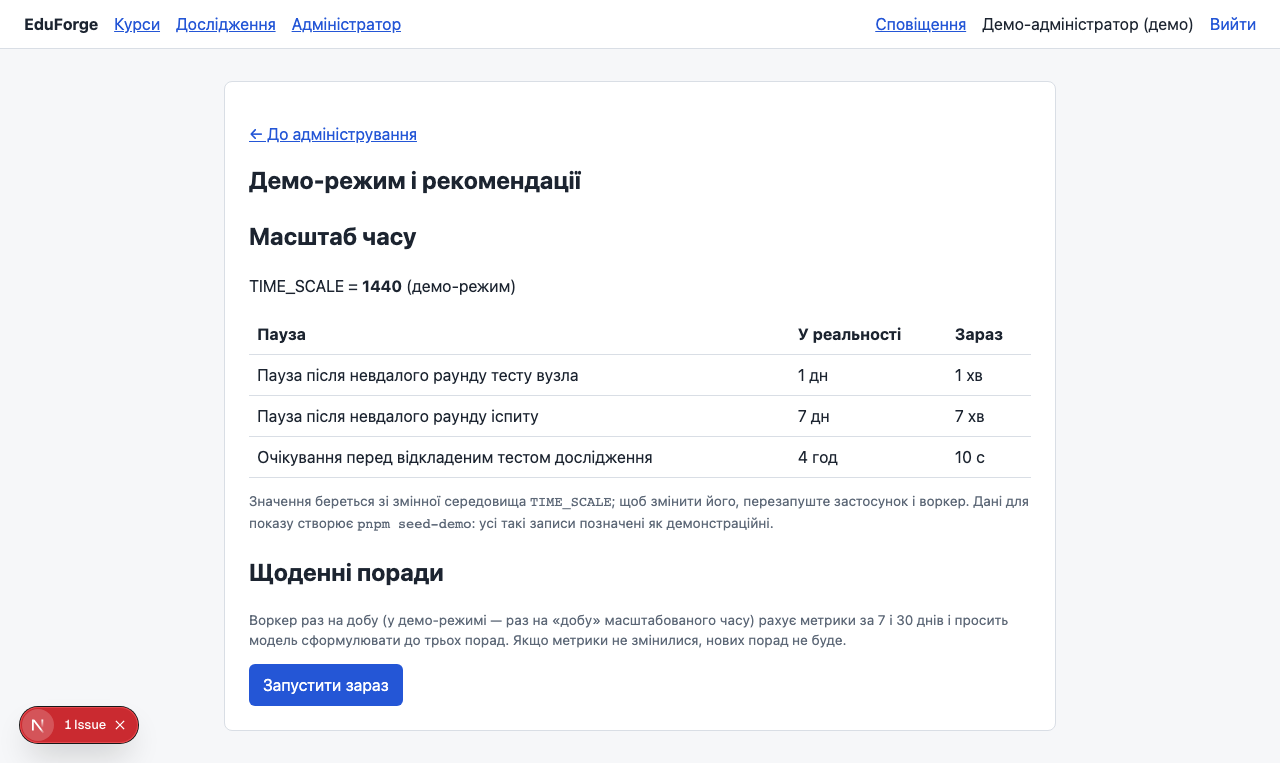 EduForge Курси Дослідження Адміністратор Сповіщення Демо-адміністратор (демо) Вийти
← До адміністрування
Демо-режим і рекомендації
Масштаб часу
TIME_SCALE = 1440 (демо-режим)
Пауза У реальності Зараз
Пауза після невдалого раунду тесту вузла 1 дн 1 хв
Пауза після невдалого раунду іспиту 7 дн 7 хв
Очікування перед відкладеним тестом дослідження 4 год 10 с
Значення береться зі змінної середовища TIME_SCALE; щоб змінити його, перезапустe застосунок і воркер. Дані для
показу створює pnpm seed-demo: усі такі записи позначені як демонстраційні.
Щоденні поради
Воркер раз на добу (у демо-режимі — раз на «добу» масштабованого часу) рахує метрики за 7 і 30 днів і просить
модель сформулювати до трьох порад. Якщо метрики не змінилися, нових порад не буде.
Запустити зараз
N 1 Issue ×